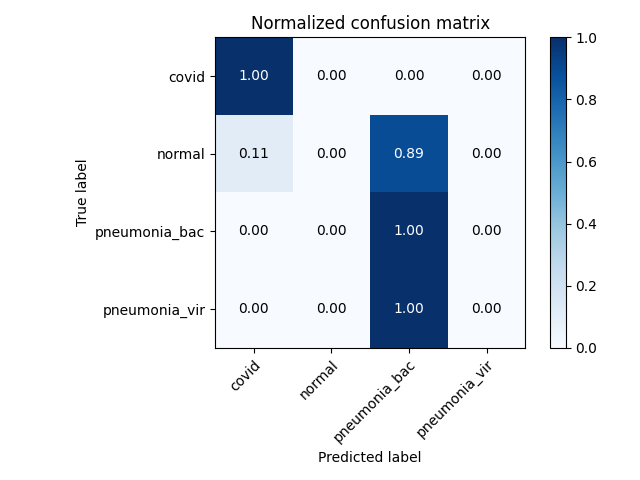 Normalized confusion matrix
True label
covid 1.00 0.00 0.00 0.00
normal 0.11 0.00 0.89 0.00
pneumonia_bac 0.00 0.00 1.00 0.00
pneumonia_vir 0.00 0.00 1.00 0.00
covid normal pneumonia_bac pneumonia_vir
Predicted label
1.0
0.8
0.6
0.4
0.2
0.0